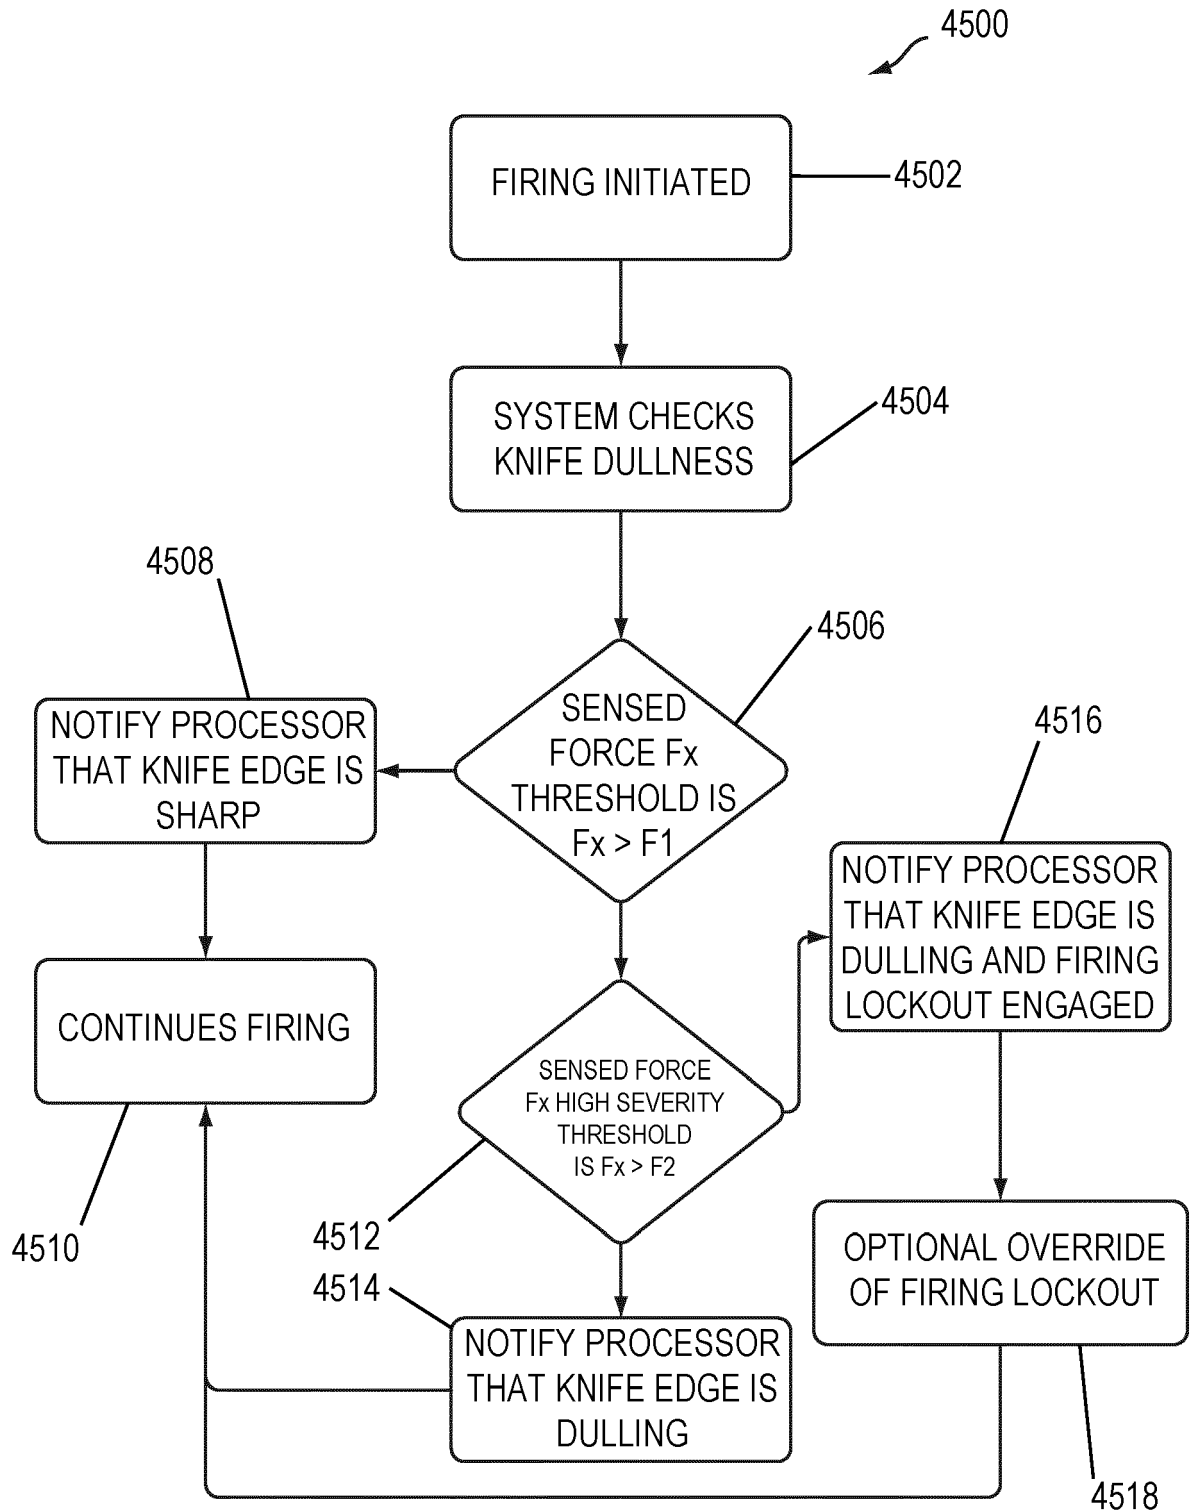 4500
FIRING INITIATED
4502
SYSTEM CHECKS
KNIFE DULLNESS
4504
4508
4506
SENSED
FORCE Fx
THRESHOLD IS
Fx > F1
NOTIFY PROCESSOR
THAT KNIFE EDGE IS
SHARP
4516
NOTIFY PROCESSOR
THAT KNIFE EDGE IS
DULLING AND FIRING
LOCKOUT ENGAGED
CONTINUES FIRING
4510
SENSED FORCE
Fx HIGH SEVERITY
THRESHOLD
IS Fx > F2
4512
4514
NOTIFY PROCESSOR
THAT KNIFE EDGE IS
DULLING
OPTIONAL OVERRIDE
OF FIRING LOCKOUT
4518